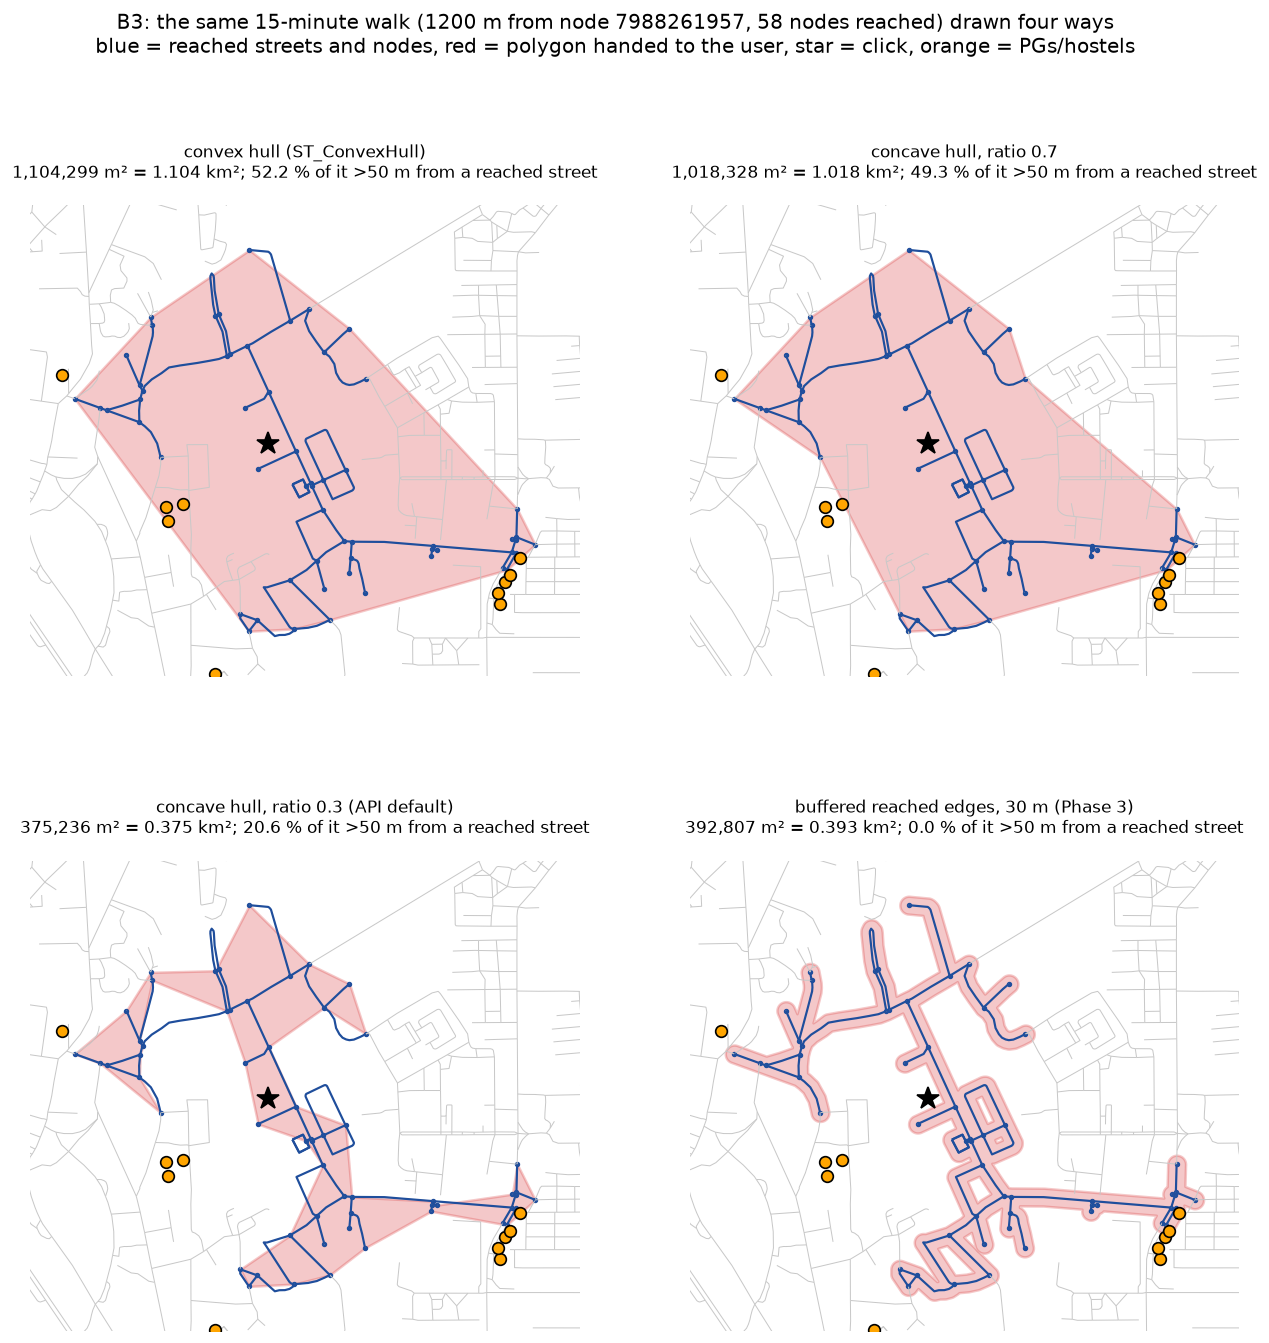 B3: the same 15-minute walk (1200 m from node 7988261957, 58 nodes reached) drawn four ways
blue = reached streets and nodes, red = polygon handed to the user, star = click, orange = PGs/hostels
convex hull (ST_ConvexHull)
1,104,299 m² = 1.104 km²; 52.2 % of it >50 m from a reached street
concave hull, ratio 0.7
1,018,328 m² = 1.018 km²; 49.3 % of it >50 m from a reached street
concave hull, ratio 0.3 (API default)
375,236 m² = 0.375 km²; 20.6 % of it >50 m from a reached street
buffered reached edges, 30 m (Phase 3)
392,807 m² = 0.393 km²; 0.0 % of it >50 m from a reached street